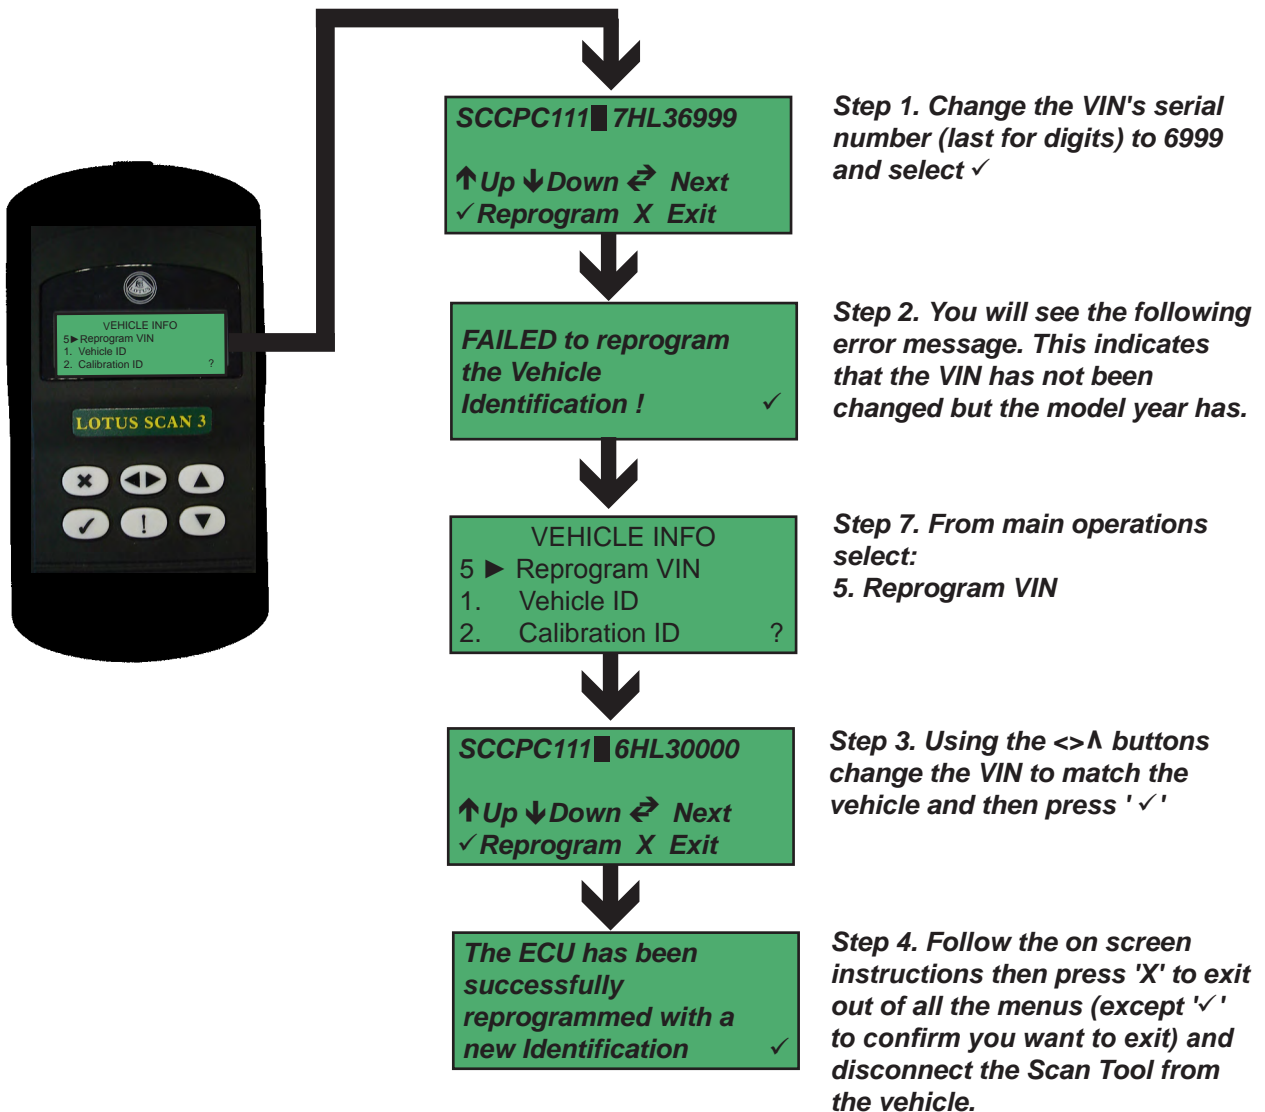 SCCPC111 7HL36999
↑Up ↓Down ⇄ Next
✓Reprogram X Exit
Step 1. Change the VIN's serial
number (last for digits) to 6999
and select ✓
VEHICLE INFO
5►Reprogram VIN
1. Vehicle ID
2. Calibration ID ?
LOTUS SCAN 3
FAILED to reprogram
the Vehicle
Identification ! ✓
Step 2. You will see the following
error message. This indicates
that the VIN has not been
changed but the model year has.
VEHICLE INFO
5 ► Reprogram VIN
1. Vehicle ID
2. Calibration ID ?
Step 7. From main operations
select:
5. Reprogram VIN
SCCPC111 6HL30000
↑Up ↓Down ⇄ Next
✓Reprogram X Exit
Step 3. Using the <>∧ buttons
change the VIN to match the
vehicle and then press ' ✓'
The ECU has been
successfully
reprogrammed with a
new Identification ✓
Step 4. Follow the on screen
instructions then press 'X' to exit
out of all the menus (except '✓'
to confirm you want to exit) and
disconnect the Scan Tool from
the vehicle.